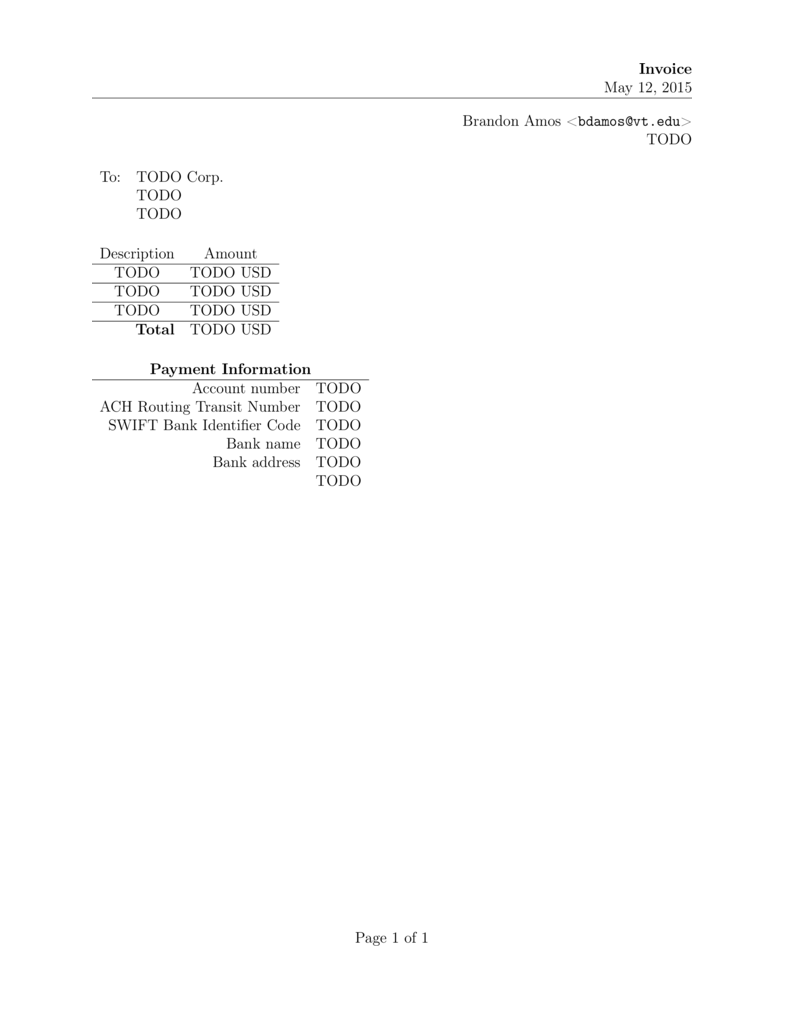 Invoice
May 12, 2015
Brandon Amos <bdamos@vt.edu>
TODO
To: TODO Corp.
TODO
TODO
Description Amount
TODO TODO USD
TODO TODO USD
TODO TODO USD
Total TODO USD
Payment Information
Account number TODO
ACH Routing Transit Number TODO
SWIFT Bank Identifier Code TODO
Bank name TODO
Bank address TODO
TODO
Page 1 of 1